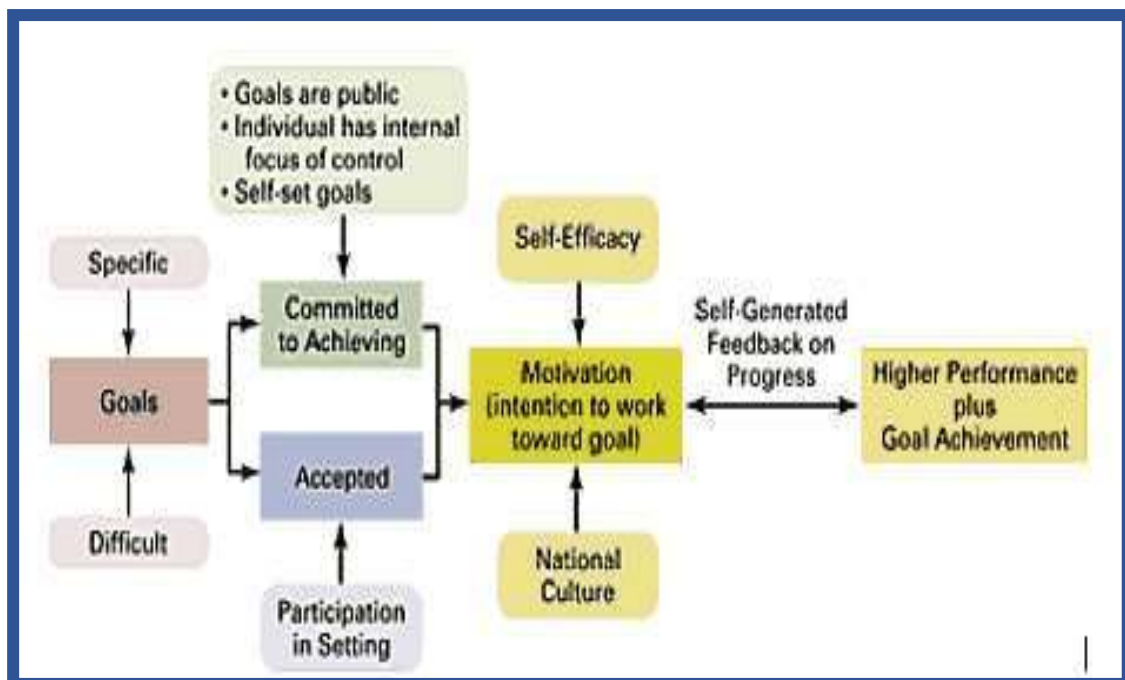 • Goals are public
• Individual has internal
focus of control
• Self-set goals
Specific
Self-Efficacy
Committed
to Achieving
Self-Generated
Feedback on
Progress
Goals
Motivation
(intention to work
toward goal)
Higher Performance
plus
Goal Achievement
Accepted
Difficult
National
Culture
Participation
in Setting